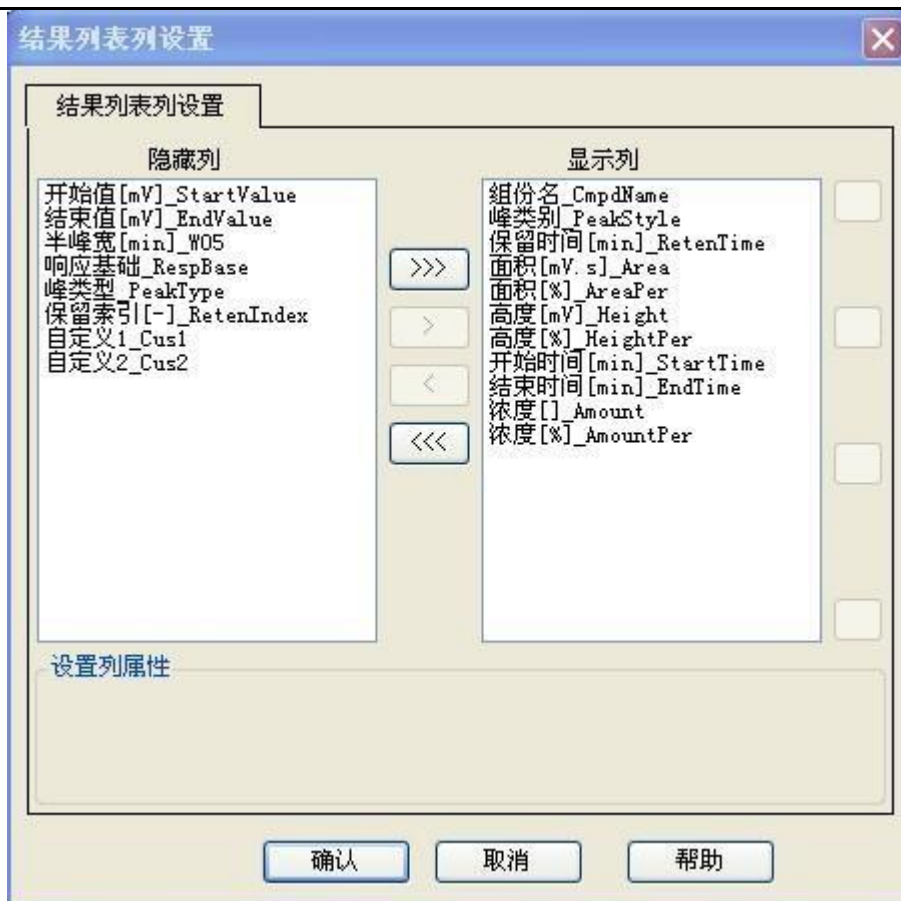 结果列表列设置
结果列表列设置
隐藏列
开始值[mV]_StartValue
结束值[mV]_EndValue
半峰宽[min]_W05
响应基础_RespBase
峰类型_PeakType
保留索引[-]_RetenIndex
自定义1_Cus1
自定义2_Cus2
>>>
>
<
<<<
显示列
组份名_CmpdName
峰类别_PeakStyle
保留时间[min]_RetenTime
面积[mV.s]_Area
面积[%]_AreaPer
高度[mV]_Height
高度[%]_HeightPer
开始时间[min]_StartTime
结束时间[min]_EndTime
浓度[]_Amount
浓度[%]_AmountPer
设置列属性
确认
取消
帮助